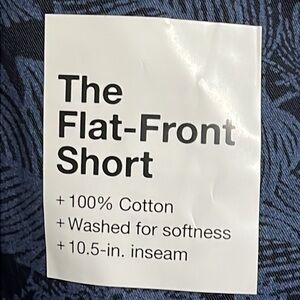 The
Flat-Front
Short
+ 100% Cotton
+ Washed for softness
+ 10.5-in. inseam